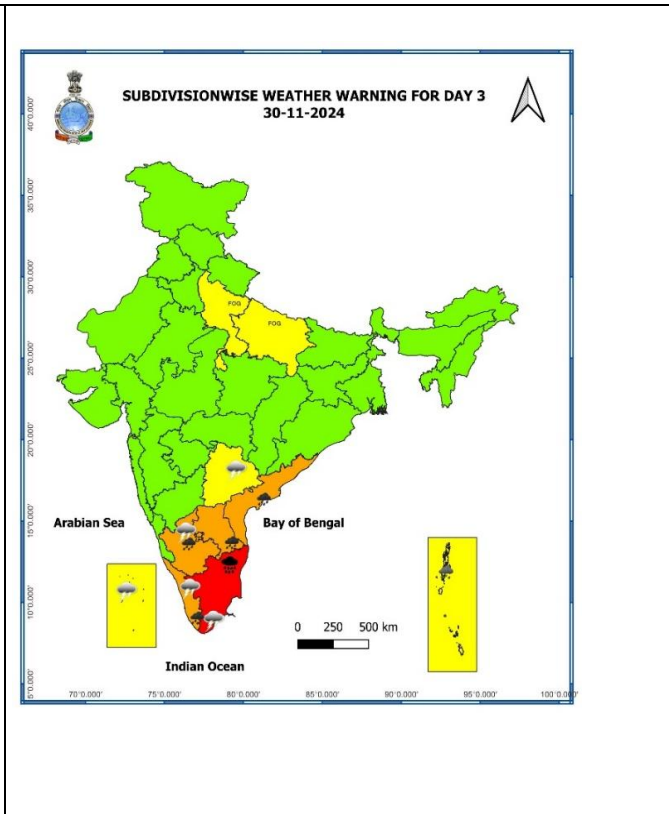 SUBDIVISIONWISE WEATHER WARNING FOR DAY 3
30-11-2024
40°0.000'
35°0.000'
30°0.000'
25°0.000'
20°0.000'
15°0.000'
10°0.000'
5°0.000'
FOG
FOG
Arabian Sea
Bay of Bengal
0 250 500 km
Indian Ocean
70°0.000' 75°0.000' 80°0.000' 85°0.000' 90°0.000' 95°0.000' 100°0.000'